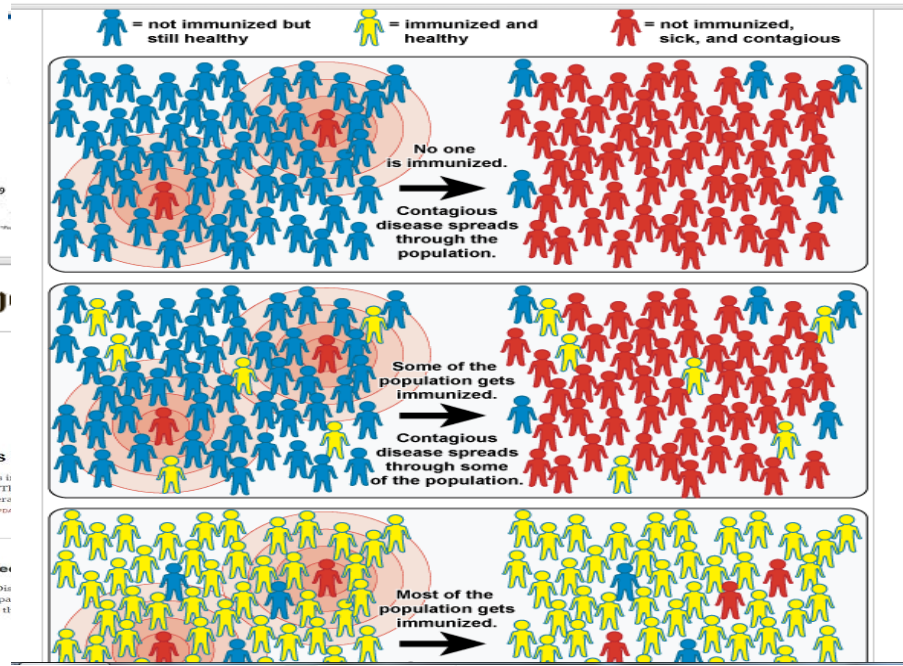 = not immunized but
still healthy
= immunized and
healthy
= not immunized,
sick, and contagious
No one
is immunized.
Contagious
disease spreads
through the
population.
Some of the
population gets
immunized.
Contagious
disease spreads
through some
of the population.
Most of the
population gets
immunized.